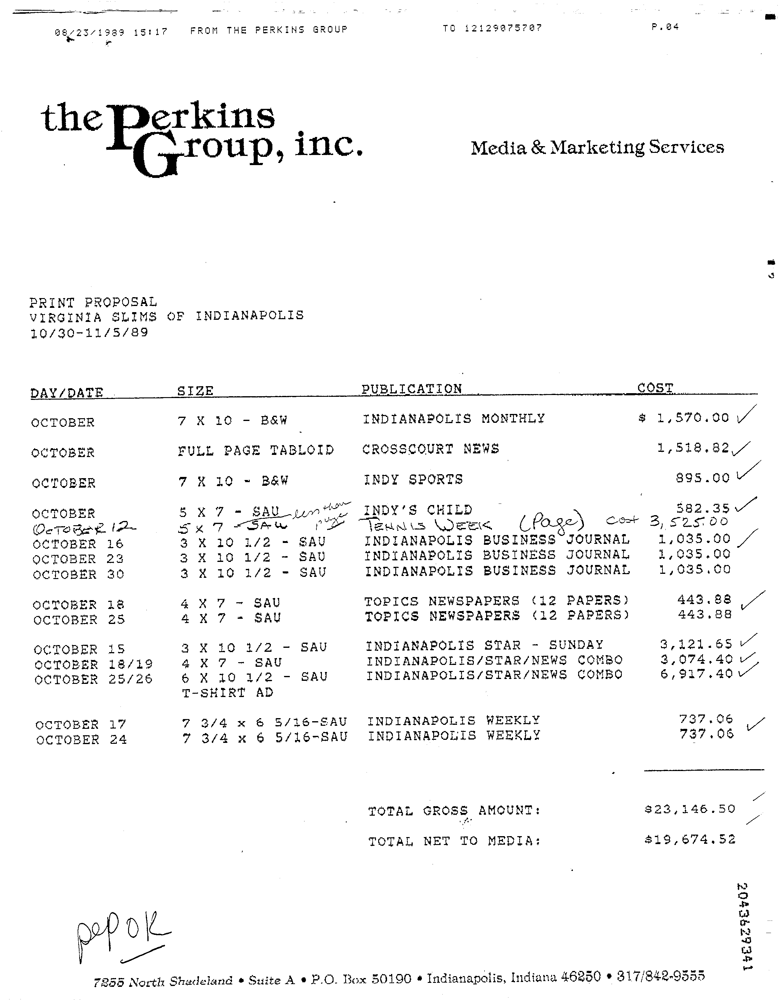 08/23/1989 15:17 FROM THE PERKINS GROUP TO 12129075707 P.04
the Perkins Group, inc.
Media & Marketing Services
PRINT PROPOSAL
VIRGINIA SLIMS OF INDIANAPOLIS
10/30-11/5/89
DAY/DATE SIZE PUBLICATION COST
OCTOBER 7 X 10 - B&W INDIANAPOLIS MONTHLY $ 1,570.00 ✓
OCTOBER FULL PAGE TABLOID CROSSCOURT NEWS 1,518.82 ✓
OCTOBER 7 X 10 - B&W INDY SPORTS 895.00 ✓
OCTOBER 5 X 7 - SAU less than page INDY'S CHILD 582.35 ✓
OCTOBER 12 5 x 7 - SAU TENNIS WEEK (Page) cost 3,525.00
OCTOBER 16 3 X 10 1/2 - SAU INDIANAPOLIS BUSINESS JOURNAL 1,035.00 ✓
OCTOBER 23 3 X 10 1/2 - SAU INDIANAPOLIS BUSINESS JOURNAL 1,035.00
OCTOBER 30 3 X 10 1/2 - SAU INDIANAPOLIS BUSINESS JOURNAL 1,035.00
OCTOBER 18 4 X 7 - SAU TOPICS NEWSPAPERS (12 PAPERS) 443.88 ✓
OCTOBER 25 4 X 7 - SAU TOPICS NEWSPAPERS (12 PAPERS) 443.88
OCTOBER 15 3 X 10 1/2 - SAU INDIANAPOLIS STAR - SUNDAY 3,121.65 ✓
OCTOBER 18/19 4 X 7 - SAU INDIANAPOLIS/STAR/NEWS COMBO 3,074.40 ✓
OCTOBER 25/26 6 X 10 1/2 - SAU INDIANAPOLIS/STAR/NEWS COMBO 6,917.40 ✓
T-SHIRT AD
OCTOBER 17 7 3/4 x 6 5/16-SAU INDIANAPOLIS WEEKLY 737.06 ✓
OCTOBER 24 7 3/4 x 6 5/16-SAU INDIANAPOLIS WEEKLY 737.06
TOTAL GROSS AMOUNT: $23,146.50
TOTAL NET TO MEDIA: $19,674.52
pep OK
2043629341
7255 North Shadeland • Suite A • P.O. Box 50190 • Indianapolis, Indiana 46250 • 317/842-9555